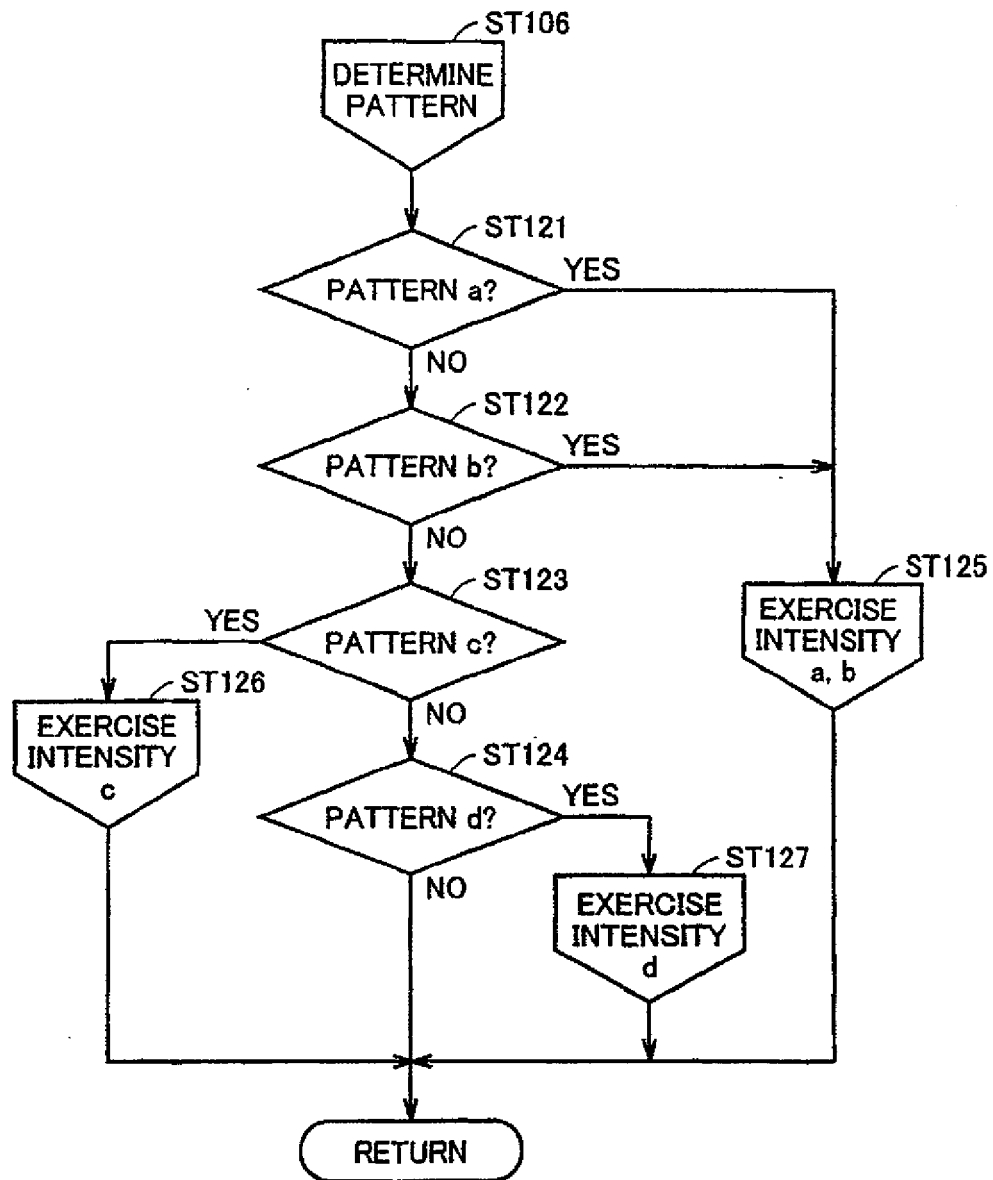 ST106
DETERMINE
PATTERN
ST121
PATTERN a?
YES
NO
ST122
PATTERN b?
YES
NO
ST123
YES
PATTERN c?
NO
ST125
EXERCISE
INTENSITY
a, b
ST126
EXERCISE
INTENSITY
c
ST124
PATTERN d?
YES
NO
ST127
EXERCISE
INTENSITY
d
RETURN